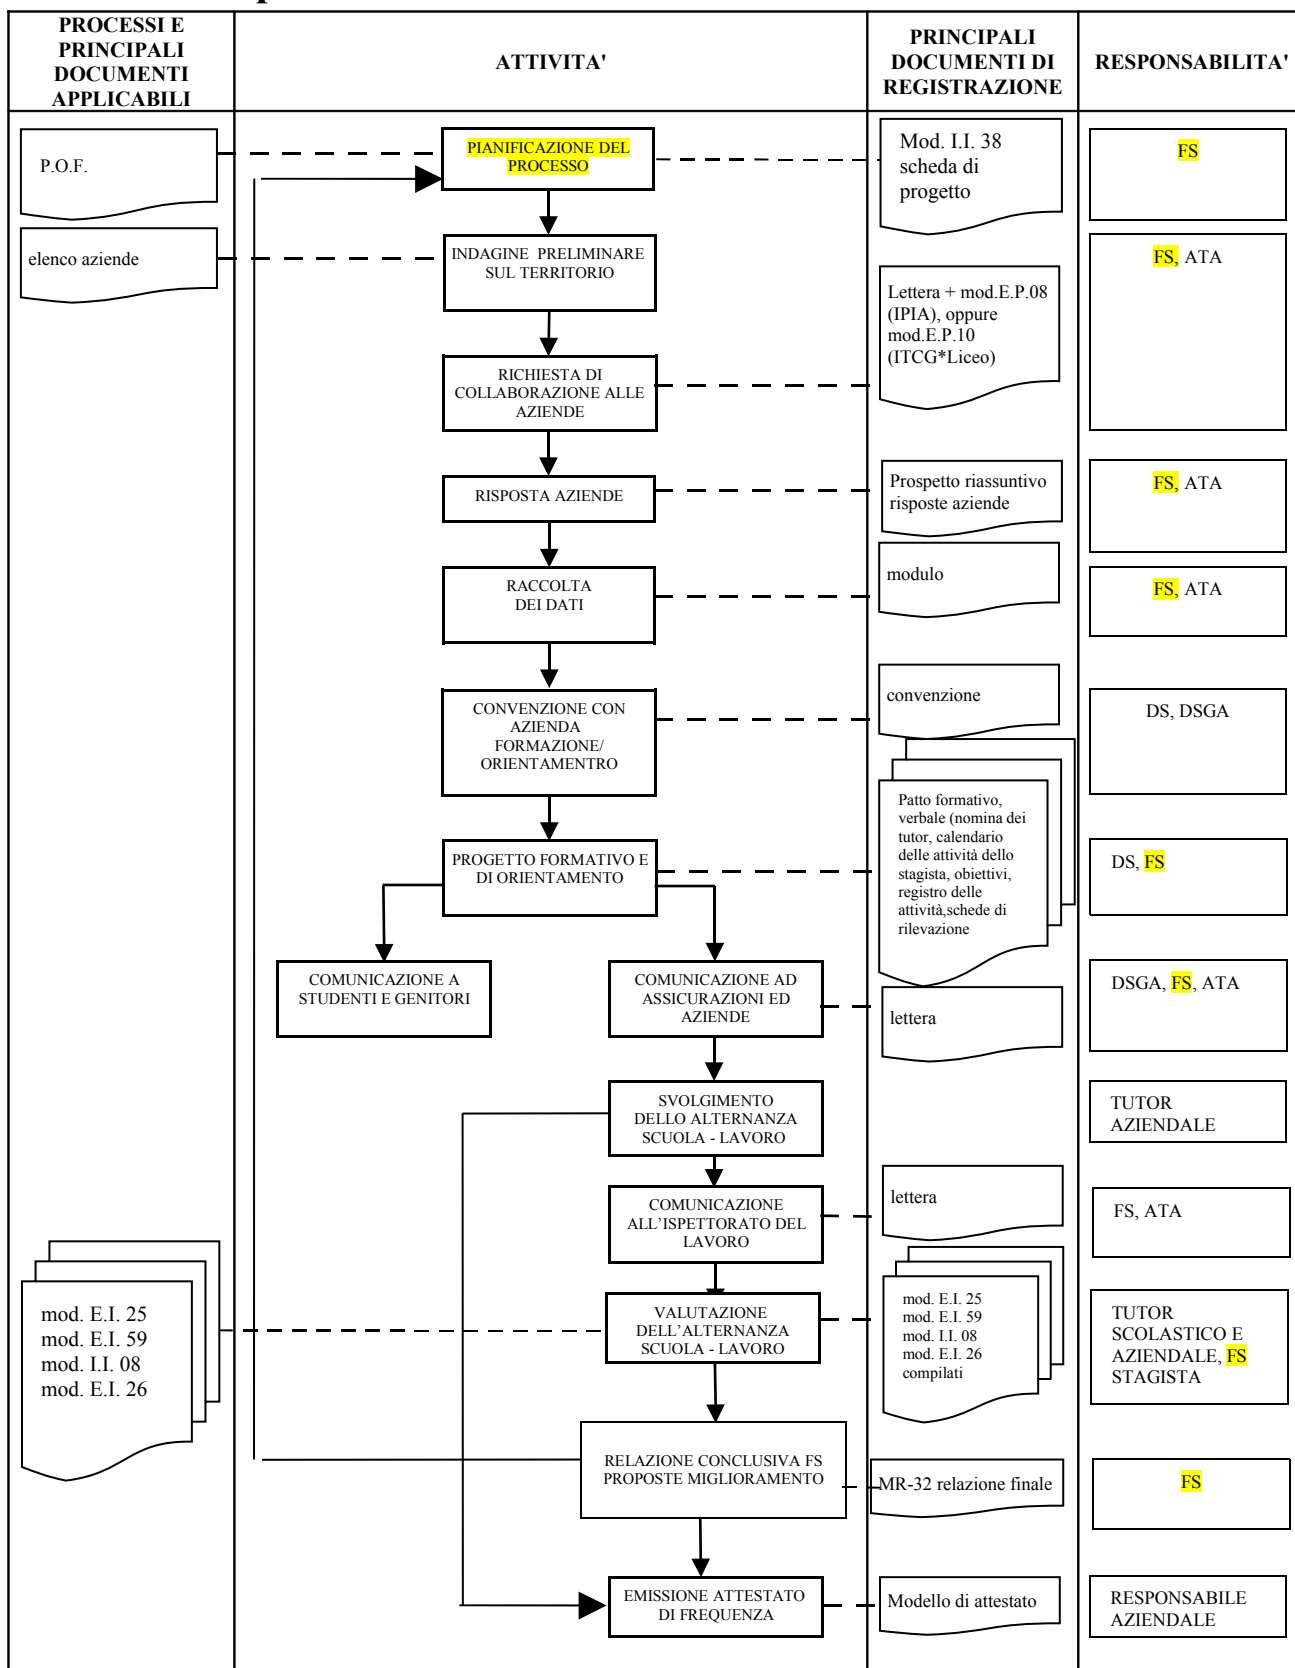 PROCESSI E
PRINCIPALI
DOCUMENTI
APPLICABILI
ATTIVITA'
PRINCIPALI
DOCUMENTI DI
REGISTRAZIONE
RESPONSABILITA'
P.O.F.
PIANIFICAZIONE DEL
PROCESSO
Mod. I.I. 38
scheda di
progetto
FS
elenco aziende
INDAGINE PRELIMINARE
SUL TERRITORIO
FS, ATA
Lettera + mod.E.P.08
(IPIA), oppure
mod.E.P.10
(ITCG*Liceo)
RICHIESTA DI
COLLABORAZIONE ALLE
AZIENDE
RISPOSTA AZIENDE
Prospetto riassuntivo
risposte aziende
FS, ATA
RACCOLTA
DEI DATI
modulo
FS, ATA
CONVENZIONE CON
AZIENDA
FORMAZIONE/
ORIENTAMENTRO
convenzione
DS, DSGA
PROGETTO FORMATIVO E
DI ORIENTAMENTO
Patto formativo,
verbale (nomina dei
tutor, calendario
delle attività dello
stagista, obiettivi,
registro delle
attività,schede di
rilevazione
DS, FS
COMUNICAZIONE A
STUDENTI E GENITORI
COMUNICAZIONE AD
ASSICURAZIONI ED
AZIENDE
lettera
DSGA, FS, ATA
SVOLGIMENTO
DELLO ALTERNANZA
SCUOLA - LAVORO
TUTOR
AZIENDALE
COMUNICAZIONE
ALL'ISPETTORATO DEL
LAVORO
lettera
FS, ATA
mod. E.I. 25
mod. E.I. 59
mod. I.I. 08
mod. E.I. 26
VALUTAZIONE
DELL'ALTERNANZA
SCUOLA - LAVORO
mod. E.I. 25
mod. E.I. 59
mod. I.I. 08
mod. E.I. 26
compilati
TUTOR
SCOLASTICO E
AZIENDALE, FS
STAGISTA
RELAZIONE CONCLUSIVA FS
PROPOSTE MIGLIORAMENTO
MR-32 relazione finale
FS
EMISSIONE ATTESTATO
DI FREQUENZA
Modello di attestato
RESPONSABILE
AZIENDALE